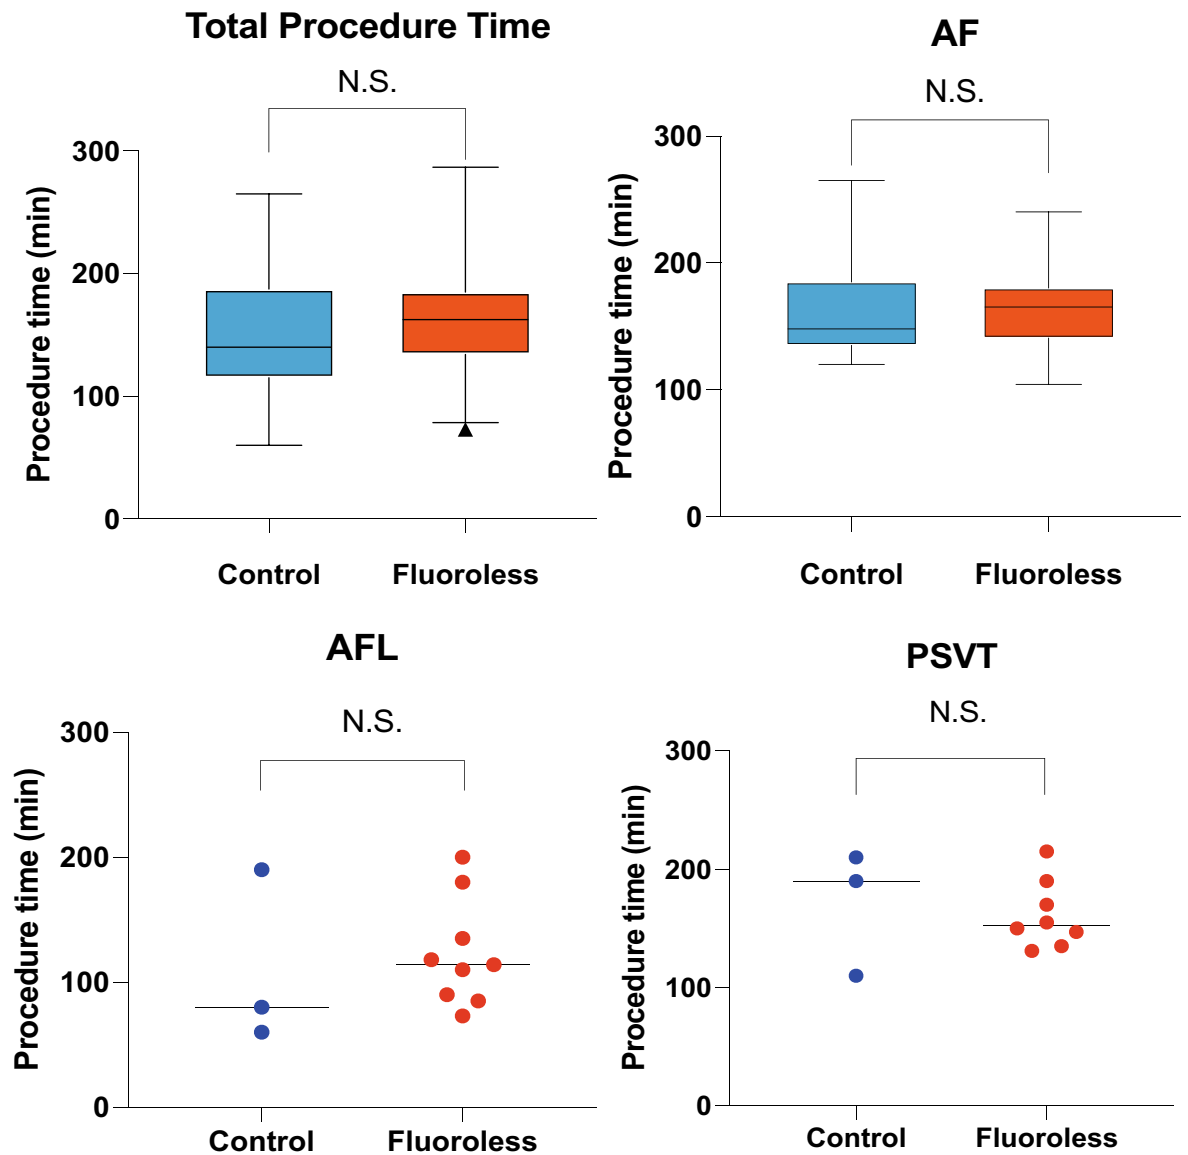 Total Procedure Time
N.S.
Procedure time (min)
300
200
100
0
Control
Fluoroless
AF
N.S.
Procedure time (min)
300
200
100
0
Control
Fluoroless
AFL
N.S.
Procedure time (min)
300
200
100
0
Control
Fluoroless
PSVT
N.S.
Procedure time (min)
300
200
100
0
Control
Fluoroless